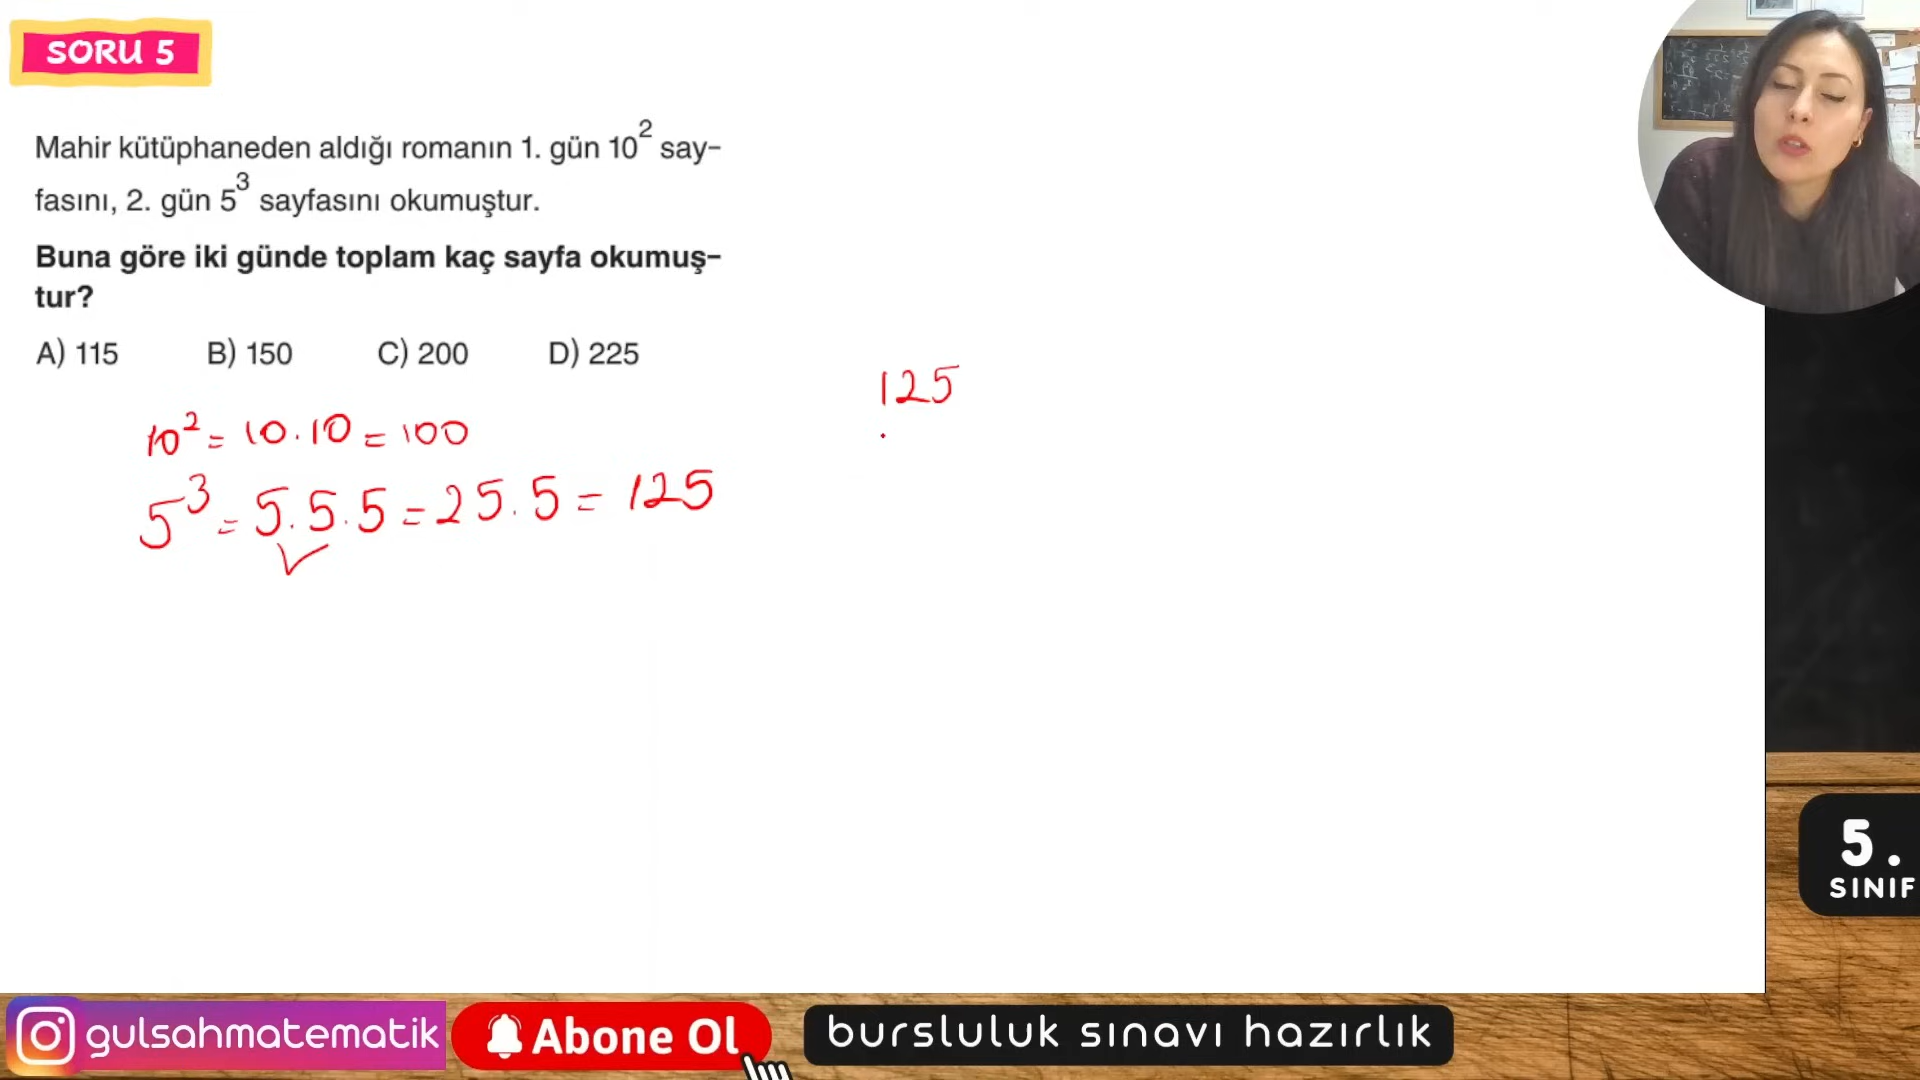 SORU 5
Mahir kütüphaneden aldığı romanın 1. gün 10² say-
fasını, 2. gün 5³ sayfasını okumuştur.
Buna göre iki günde toplam kaç sayfa okumuş-
tur?
A) 115 B) 150 C) 200 D) 225
125
10² = 10.10 = 100
5³ = 5.5.5 = 25.5 = 125
5.
SINIF
gulsahmatematik
Abone Ol
bursluluk sınavı hazırlık